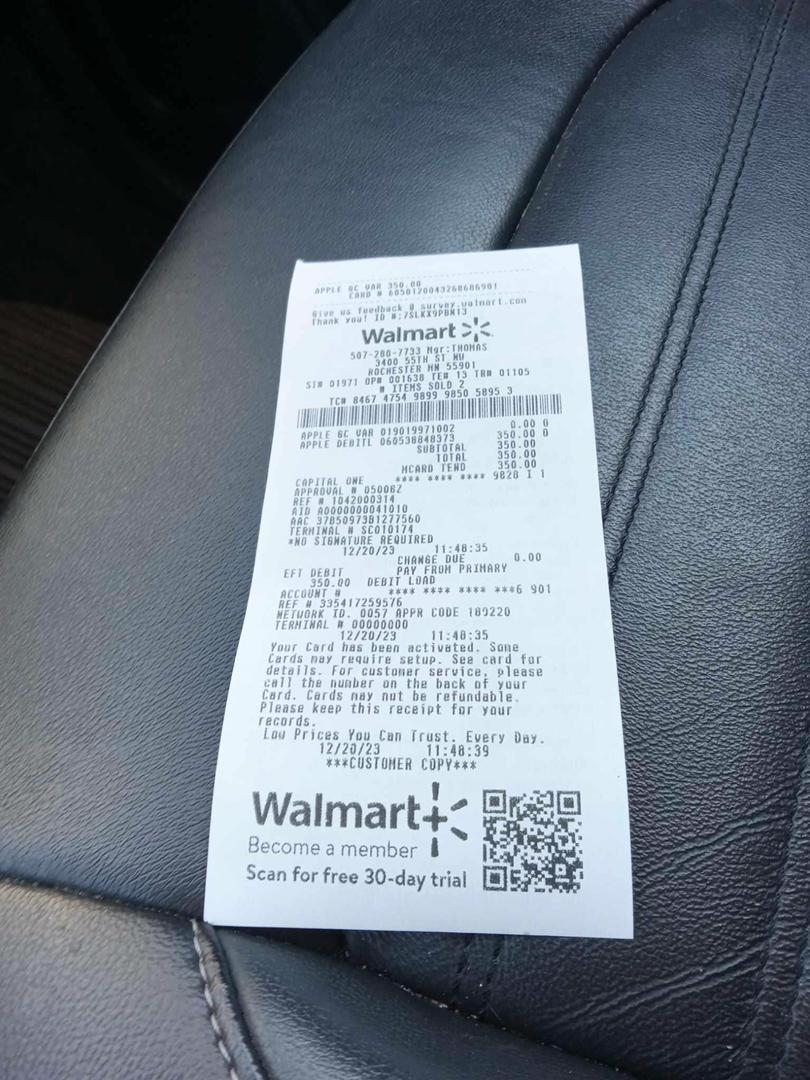 APPLE GC VAR 350.00
CARD # 6050120043268686901
Give us feedback @ survey.walmart.com
Thank you! ID #:7SLKX9PBN13
Walmart
507-280-7733 Mgr:THOMAS
3400 55TH ST NW
ROCHESTER MN 55901
ST# 01971 OP# 001638 TE# 13 TR# 01105
# ITEMS SOLD 2
TC# 8467 4754 9899 9850 5895 3
APPLE GC VAR 019019971002 0.00 0
APPLE DEBITL 060538848373 350.00 0
SUBTOTAL 350.00
TOTAL 350.00
MCARD TEND 350.00
CAPITAL ONE **** **** **** 9828 I 1
APPROVAL # 05006Z
REF # 1042000314
AID A0000000041010
AAC 37B5097381277560
TERMINAL # SC010174
*NO SIGNATURE REQUIRED
12/20/23 11:48:35
CHANGE DUE 0.00
EFT DEBIT PAY FROM PRIMARY
350.00 DEBIT LOAD
ACCOUNT # **** **** **** ***6 901
REF # 335417259576
NETWORK ID. 0057 APPR CODE 189220
TERMINAL # 00000000
12/20/23 11:48:35
Your Card has been activated. Some
Cards may require setup. See card for
details. For customer service, please
call the number on the back of your
Card. Cards may not be refundable.
Please keep this receipt for your
records.
Low Prices You Can Trust. Every Day.
12/20/23 11:48:39
***CUSTOMER COPY***
Walmart+
Become a member
Scan for free 30-day trial